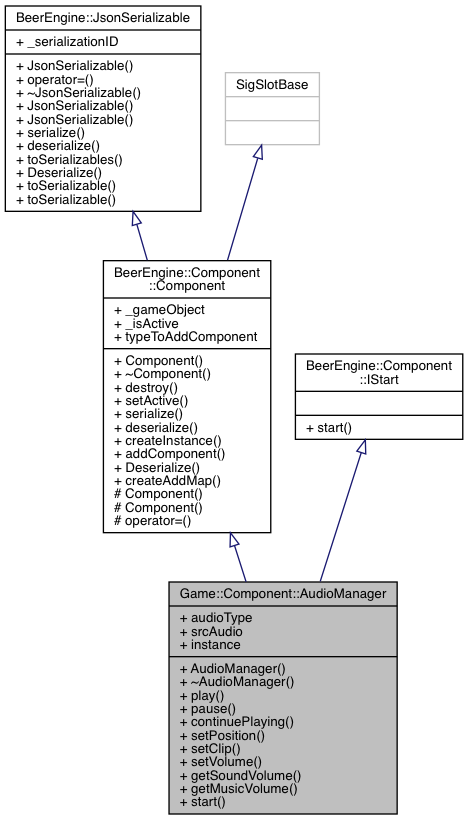 BeerEngine::JsonSerializable
+ _serializationID
+ JsonSerializable()
+ operator=()
+ ~JsonSerializable()
+ JsonSerializable()
+ JsonSerializable()
+ serialize()
+ deserialize()
+ toSerializables()
+ Deserialize()
+ toSerializable()
+ toSerializable()
SigSlotBase
BeerEngine::Component
::Component
+ _gameObject
+ _isActive
+ typeToAddComponent
+ Component()
+ ~Component()
+ destroy()
+ setActive()
+ serialize()
+ deserialize()
+ createInstance()
+ addComponent()
+ Deserialize()
+ createAddMap()
# Component()
# Component()
# operator=()
BeerEngine::Component
::IStart
+ start()
Game::Component::AudioManager
+ audioType
+ srcAudio
+ instance
+ AudioManager()
+ ~AudioManager()
+ play()
+ pause()
+ continuePlaying()
+ setPosition()
+ setClip()
+ setVolume()
+ getSoundVolume()
+ getMusicVolume()
+ start()